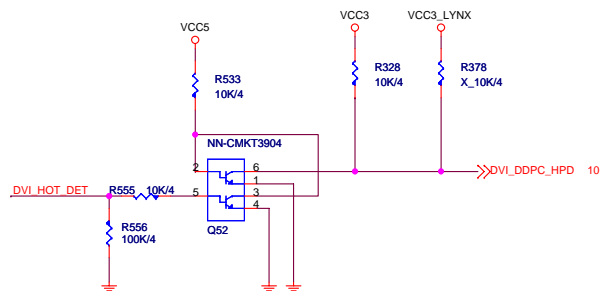 VCC5
VCC3
VCC3_LYNX
R533
10K/4
R328
10K/4
R378
X_10K/4
NN-CMKT3904
2
6
1
DVI_DDPC_HPD 10
DVI_HOT_DET
R555 10K/4
5
3
4
R556
100K/4
Q52